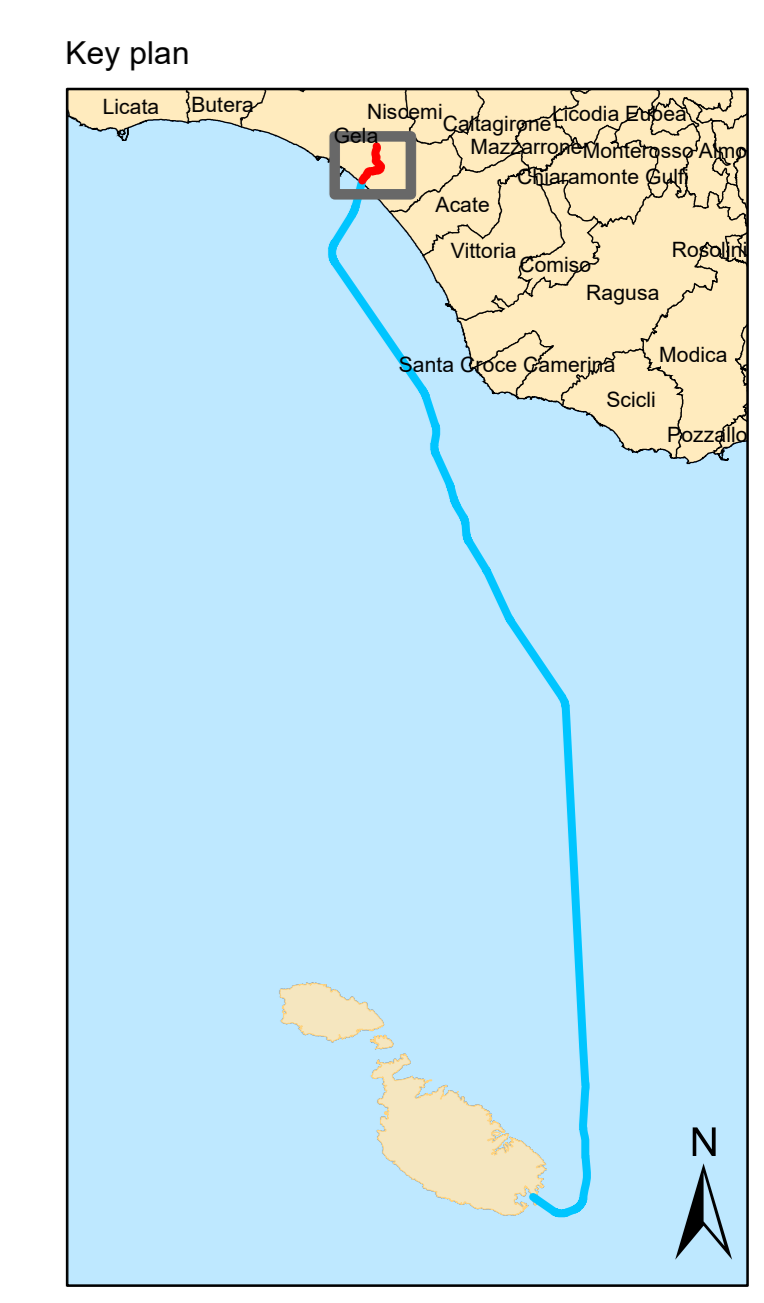 Key plan
Licata
Butera
Niscemi
Caltagirone
Licodia Eubea
Gela
Mazzarrone
Monterosso Almo
Chiaramonte Gulfi
Acate
Vittoria
Comiso
Rosolini
Ragusa
Santa Croce Camerina
Modica
Scicli
Pozzallo
N